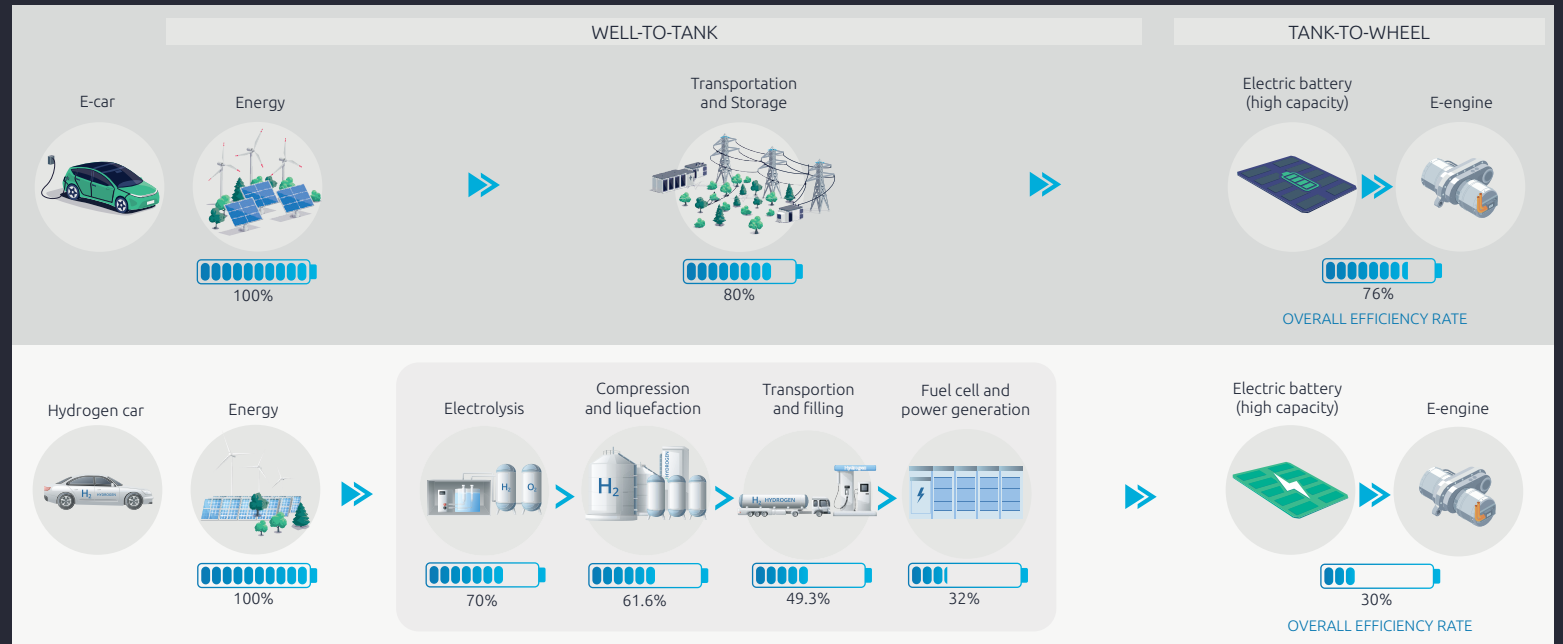 WELL-TO-TANK
TANK-TO-WHEEL
E-car
Energy
Transportation
and Storage
Electric battery
(high capacity)
E-engine
100%
80%
76%
OVERALL EFFICIENCY RATE
Hydrogen car
Energy
Electrolysis
Compression
and liquefaction
Transportion
and filling
Fuel cell and
power generation
Electric battery
(high capacity)
E-engine
H2 HYDROGEN
H2
O2
H2
HYDROGEN
H2 HYDROGEN
Hydrogen
100%
70%
61.6%
49.3%
32%
30%
OVERALL EFFICIENCY RATE